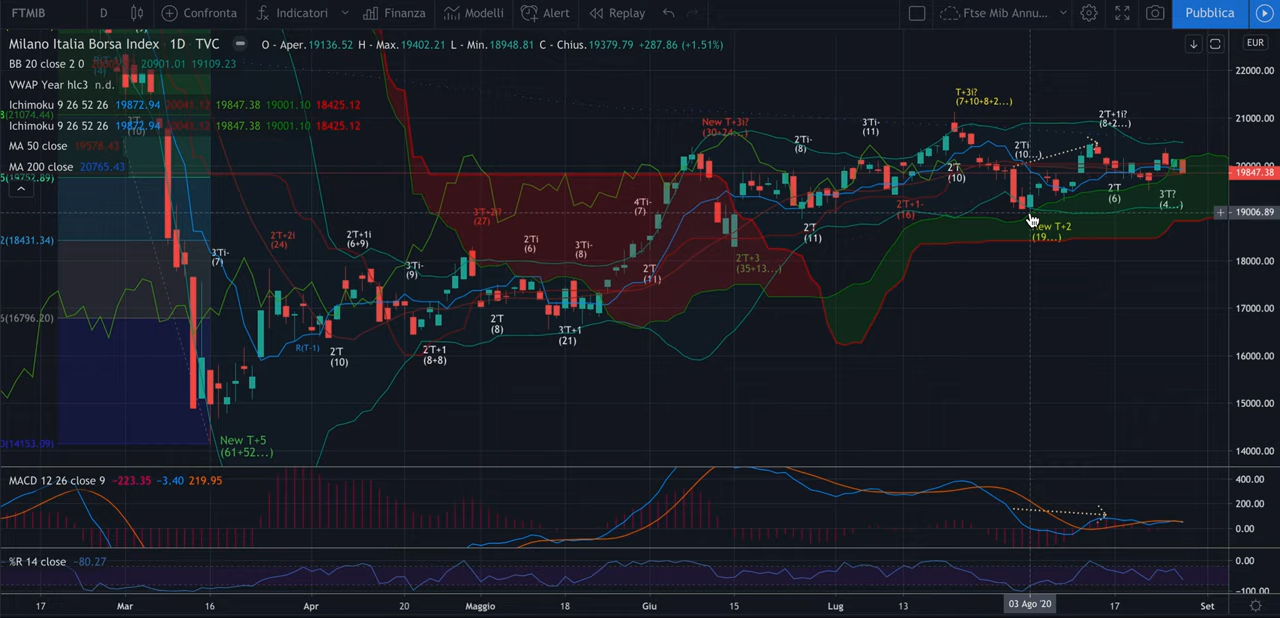 FTMIB D Confronta Indicatori Finanza Modelli Alert Replay Ftse Mib Annu... Pubblica
Milano Italia Borsa Index · 1D · TVC O - Aper.19136.52 H - Max.19402.21 L - Min.18948.81 C - Chius.19379.79 +287.86 (+1.51%)
EUR
BB 20 close 2 0 20901.01 19109.23
VWAP Year hlc3 n.d.
Ichimoku 9 26 52 26 19872.94 19847.38 19001.10 18425.12
Ichimoku 9 26 52 26 19872.94 19847.38 19001.10 18425.12
MA 50 close 19576.43
MA 200 close 20765.43
22000.00
21000.00
20000.00
19847.38
19006.89
18000.00
17000.00
16000.00
15000.00
14000.00
T+3i?
(7+10+8+2...)
2'T+1i?
(8+2...)
New T+3i?
(30+24...)
3'Ti
(11)
2'Ti-
(8)
2'Ti
(10...)
2'T
(10)
2'T
(6)
3'T?
(4...)
4'Ti-
(7)
3'T+2i?
(27)
2'T+1-
(16)
New T+2
(19...)
2'T+2i
(24)
2'T+1i
(6+9)
2'Ti
(6)
3'Ti-
(8)
2'T
(11)
3'Ti-
(7)
3'Ti-
(9)
2'T
(11)
2'T+3
(35+13...)
2'T
(8)
3'T+1
(21)
R(T-1)
2'T
(10)
2'T+1
(8+8)
New T+5
(61+52...)
MACD 12 26 close 9 -223.35 -3.40 219.95
400.00
200.00
0.00
%R 14 close -80.27
0.00
-100.00
17 Mar 16 Apr 20 Maggio 18 Giu 15 Lug 13 03 Ago '20 17 Set